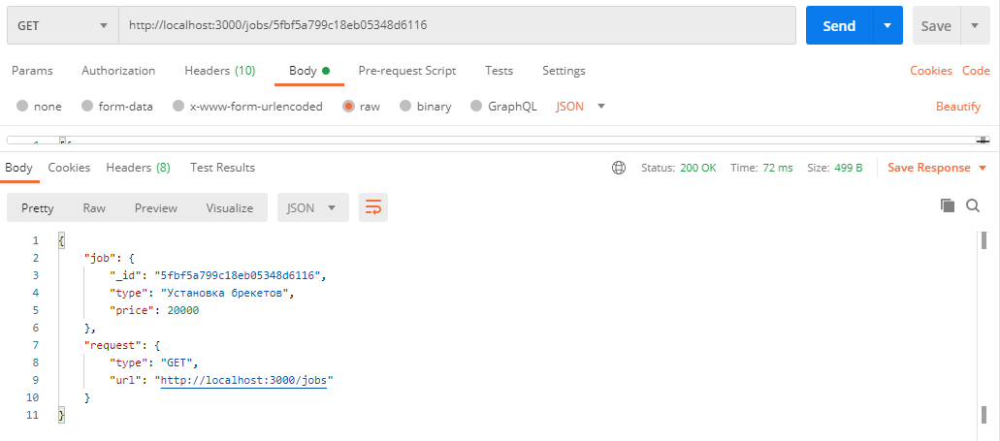 GET http://localhost:3000/jobs/5fbf5a799c18eb05348d6116 Send Save
Params Authorization Headers (10) Body Pre-request Script Tests Settings Cookies Code
none form-data x-www-form-urlencoded raw binary GraphQL JSON Beautify
Body Cookies Headers (8) Test Results Status: 200 OK Time: 72 ms Size: 499 B Save Response
Pretty Raw Preview Visualize JSON
1 {
2 "job": {
3 "_id": "5fbf5a799c18eb05348d6116",
4 "type": "Установка брекетов",
5 "price": 20000
6 },
7 "request": {
8 "type": "GET",
9 "url": "http://localhost:3000/jobs"
10 }
11 }